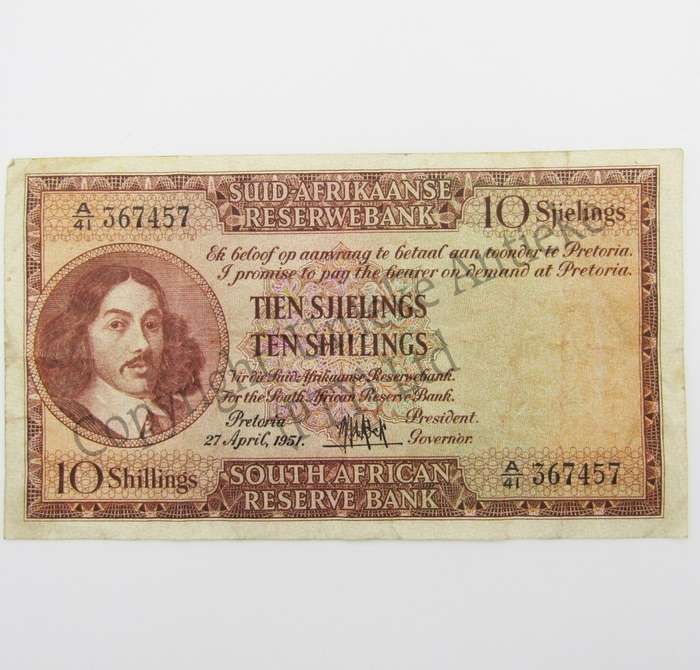 SUID-AFRIKAANSE
RESERWEBANK
A/41 367457
10 Sjielings
Ek beloof op aanvraag te betaal aan toonder te Pretoria.
I promise to pay the bearer on demand at Pretoria.
TIEN SJIELINGS
TEN SHILLINGS
Vir die Suid-Afrikaanse Reserwebank.
For the South African Reserve Bank.
Pretoria
President.
27 April, 1951.
Governor.
10 Shillings
SOUTH AFRICAN
RESERVE BANK
A/41 367457
Copyright Antieke